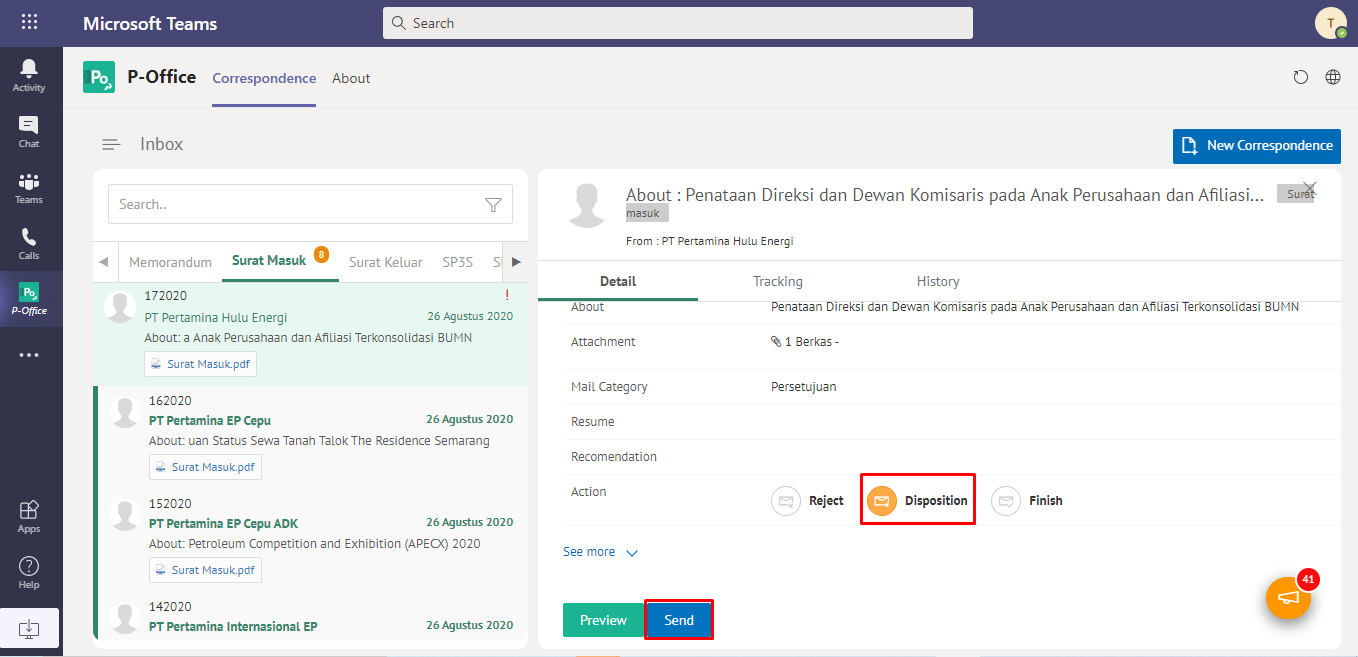 Microsoft Teams
Search
T
Activity
Chat
Teams
Calls
Po
P-Office
Apps
Help
Po
P-Office
Correspondence
About
Inbox
New Correspondence
Search..
Memorandum
Surat Masuk
8
Surat Keluar
SP3S
172020
!
PT Pertamina Hulu Energi
26 Agustus 2020
About: a Anak Perusahaan dan Afiliasi Terkonsolidasi BUMN
Surat Masuk.pdf
162020
PT Pertamina EP Cepu
26 Agustus 2020
About: uan Status Sewa Tanah Talok The Residence Semarang
Surat Masuk.pdf
152020
PT Pertamina EP Cepu ADK
26 Agustus 2020
About: Petroleum Competition and Exhibition (APECX) 2020
Surat Masuk.pdf
142020
PT Pertamina Internasional EP
26 Agustus 2020
About : Penataan Direksi dan Dewan Komisaris pada Anak Perusahaan dan Afiliasi...
Surat
masuk
From : PT Pertamina Hulu Energi
Detail
Tracking
History
About
Penataan Direksi dan Dewan Komisaris pada Anak Perusahaan dan Afiliasi Terkonsolidasi BUMN
Attachment
1 Berkas -
Mail Category
Persetujuan
Resume
Recomendation
Action
Reject
Disposition
Finish
See more
Preview
Send
41